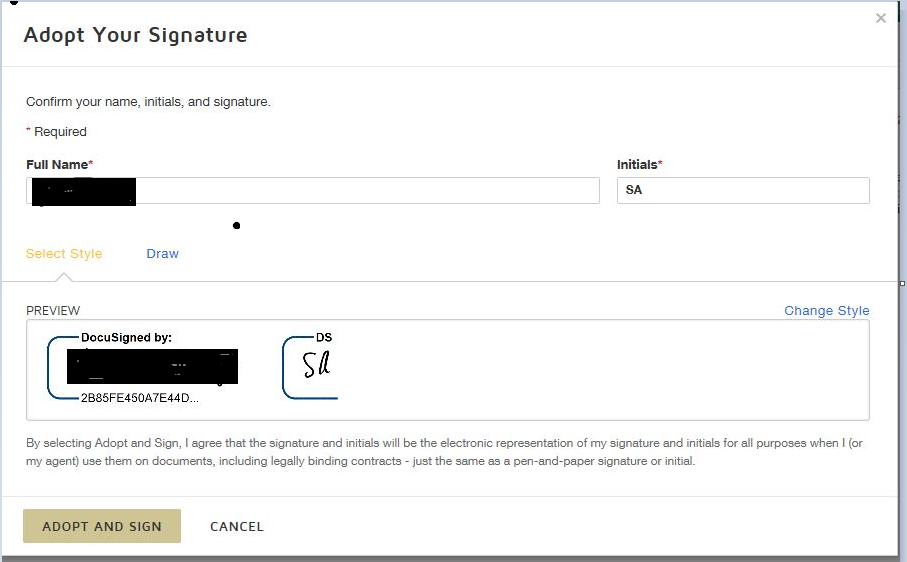 Adopt Your Signature
Confirm your name, initials, and signature.
* Required
Full Name*
Initials*
SA
Select Style
Draw
PREVIEW
Change Style
DocuSigned by:
2B85FE450A7E44D...
DS
SA
By selecting Adopt and Sign, I agree that the signature and initials will be the electronic representation of my signature and initials for all purposes when I (or
my agent) use them on documents, including legally binding contracts - just the same as a pen-and-paper signature or initial.
ADOPT AND SIGN
CANCEL